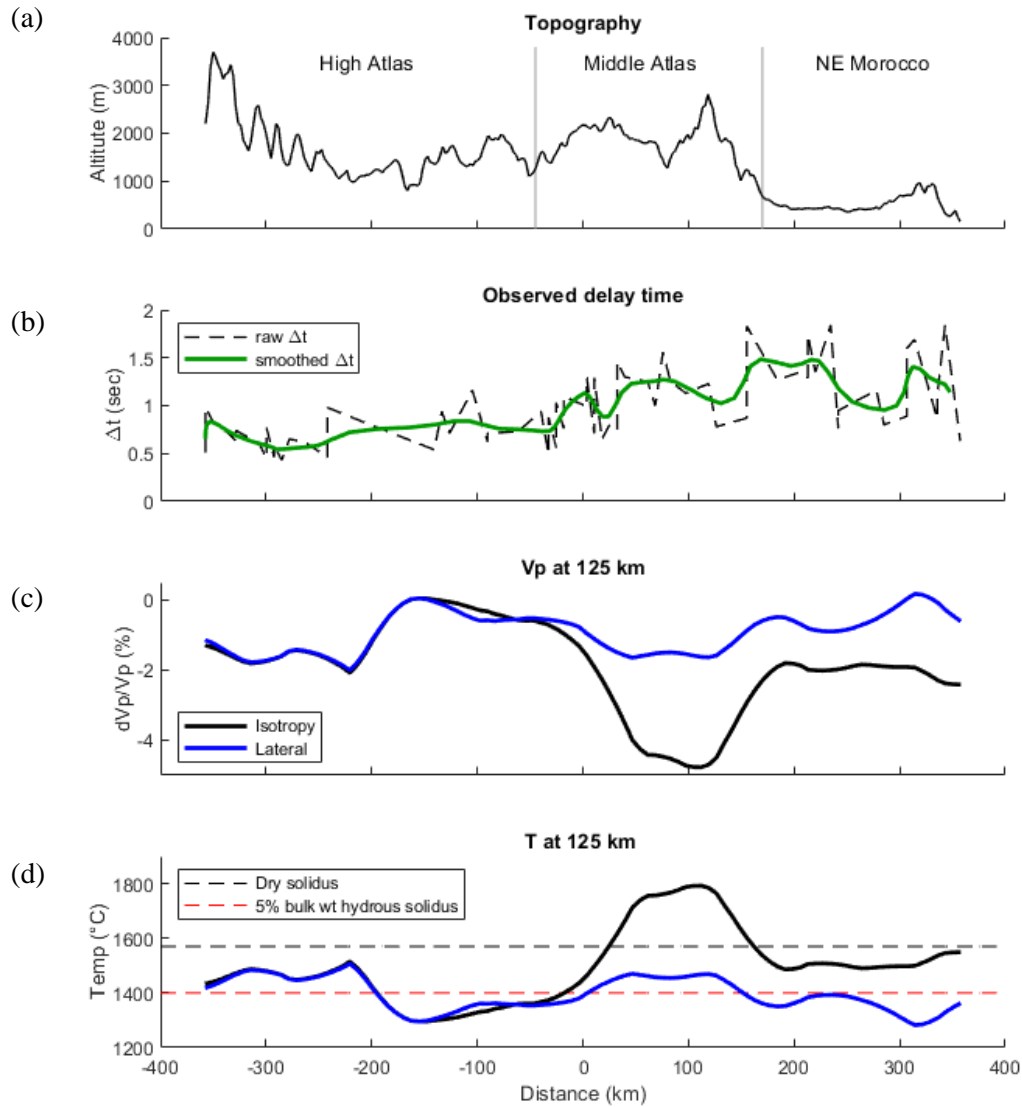 (a)
Topography
4000
3000
2000
1000
0
Altitute (m)
High Atlas
Middle Atlas
NE Morocco
(b)
Observed delay time
2
1.5
1
0.5
0
Δt (sec)
raw Δt
smoothed Δt
(c)
Vp at 125 km
0
-2
-4
dVp/Vp (%)
Isotropy
Lateral
(d)
T at 125 km
1800
1600
1400
1200
Temp (°C)
Dry solidus
5% bulk wt hydrous solidus
-400 -300 -200 -100 0 100 200 300 400
Distance (km)